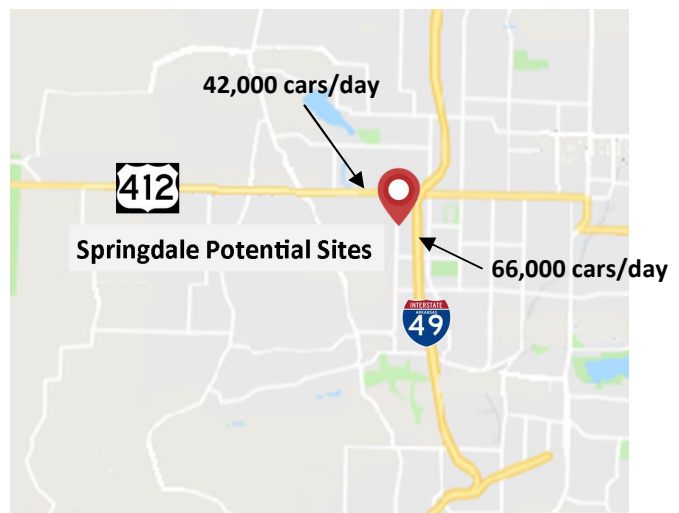 42,000 cars/day
412
Springdale Potential Sites
66,000 cars/day
INTERSTATE
ARKANSAS
49